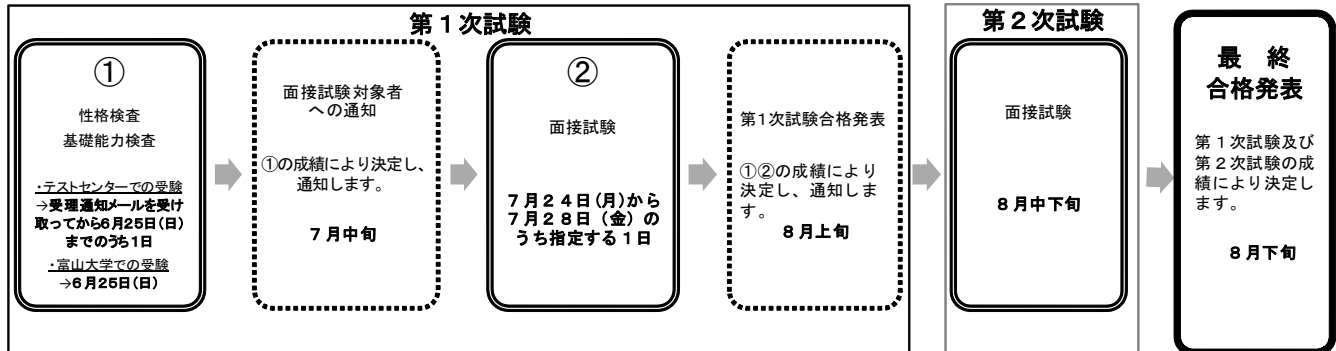 第１次試験
①
性格検査
基礎能力検査
・テストセンターでの受験
→受理通知メールを受け
取ってから6月25日(日)
までのうち1日
・富山大学での受験
→６月25日(日)
面接試験対象者
への通知
①の成績により決定し、
通知します。
７月中旬
②
面接試験
７月２４日(月)から
７月２８日（金）の
うち指定する１日
第1次試験合格発表
①②の成績により
決定し、通知しま
す。
８月上旬
第２次試験
面接試験
８月中下旬
最　終
合格発表
第１次試験及び
第２次試験の成
績により決定し
ます。
８月下旬